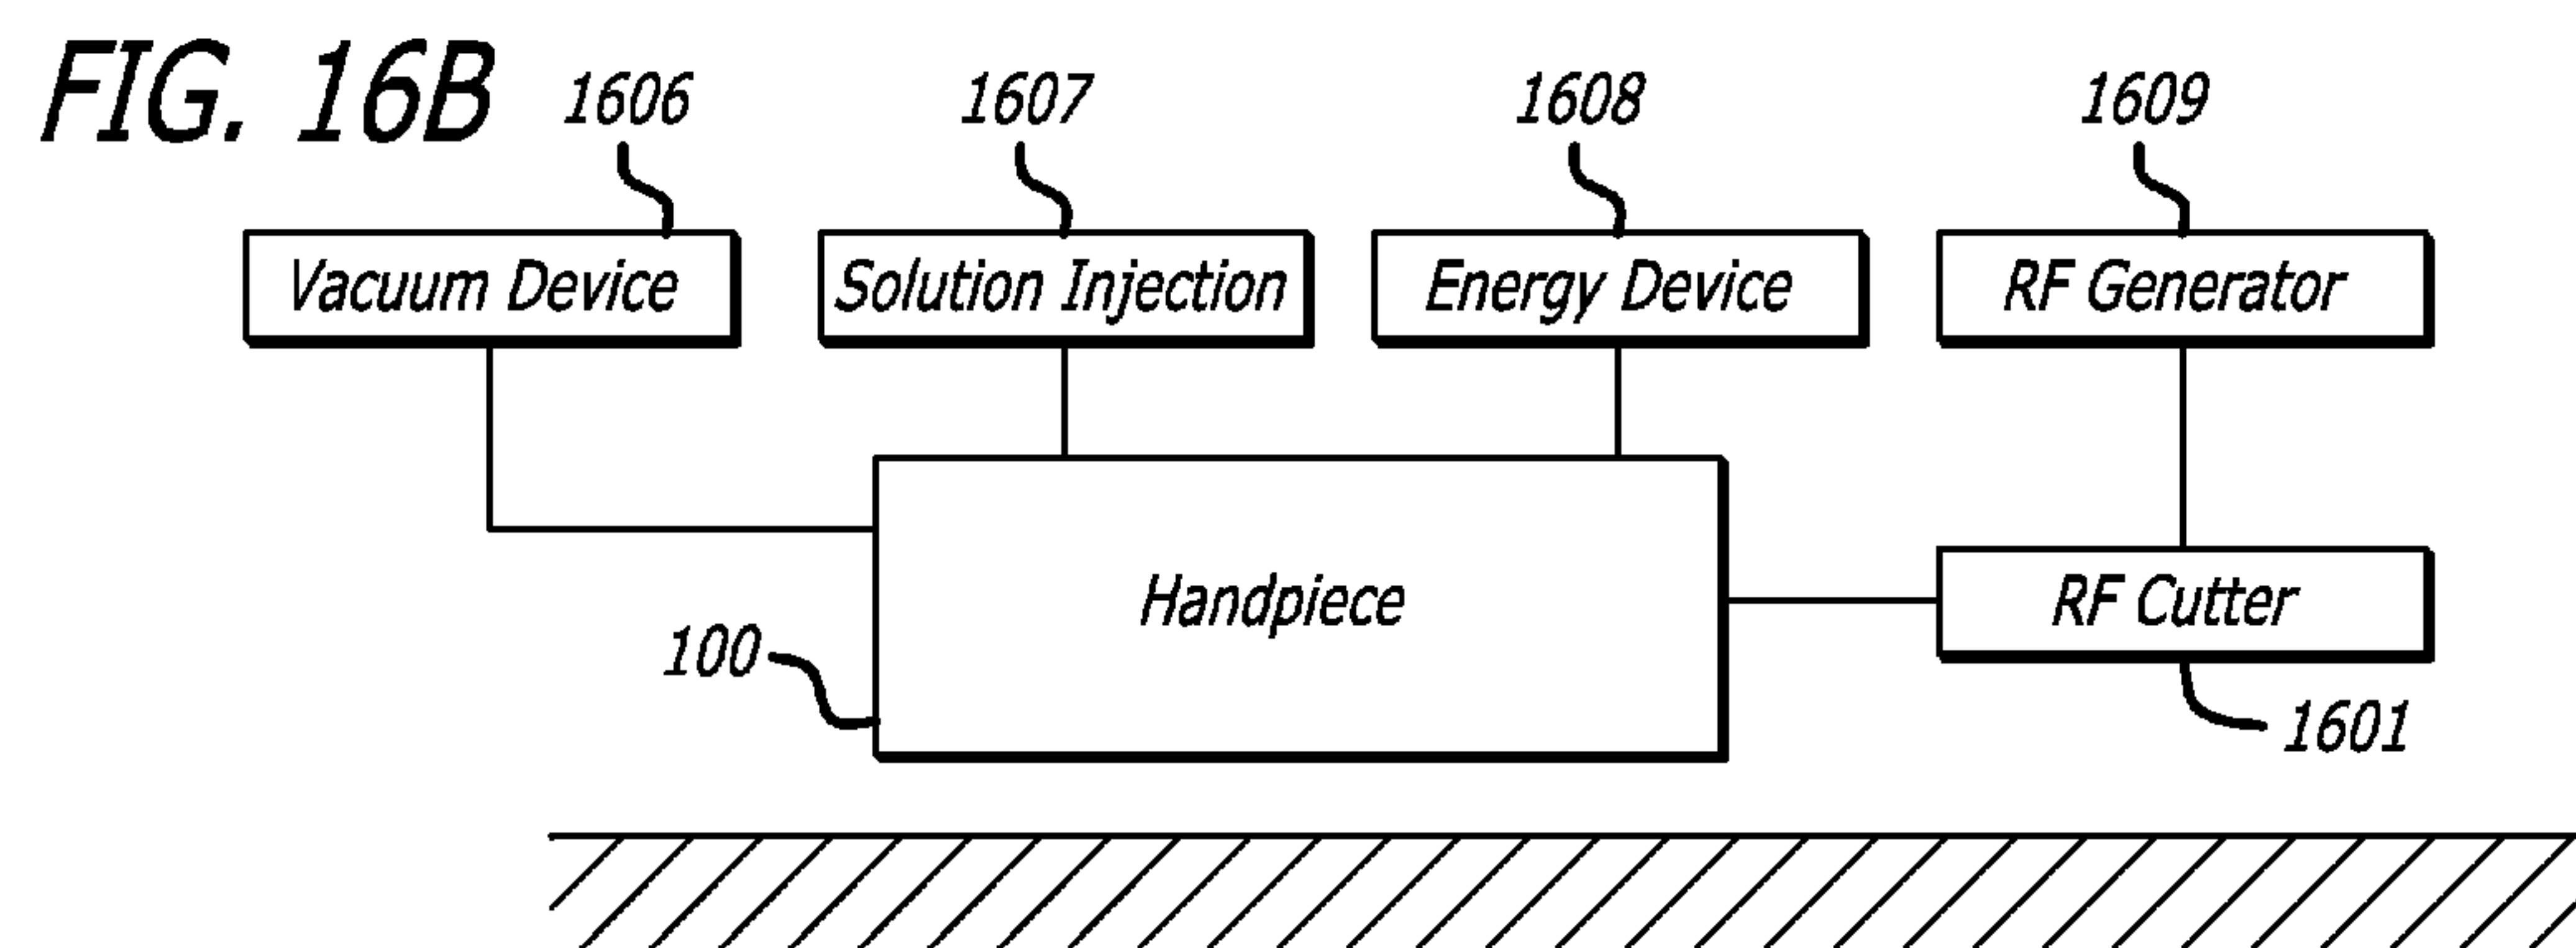 FIG. 16B
1606 1607 1608 1609
Vacuum Device Solution Injection Energy Device RF Generator
Handpiece RF Cutter
100
1601